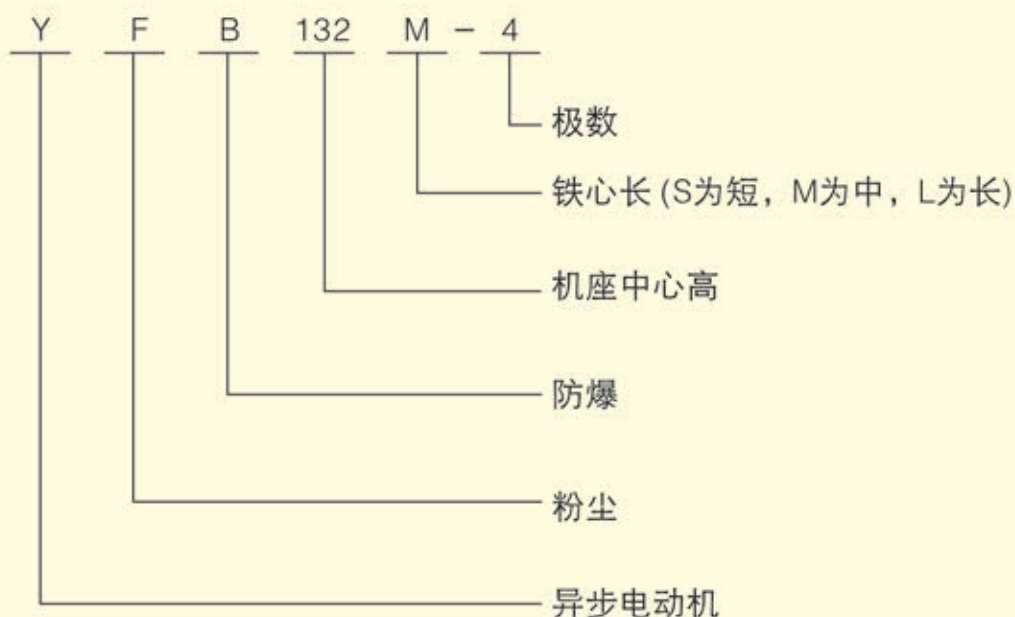 Y F B 132 M - 4
极数
铁心长 (S为短，M为中，L为长)
机座中心高
防爆
粉尘
异步电动机